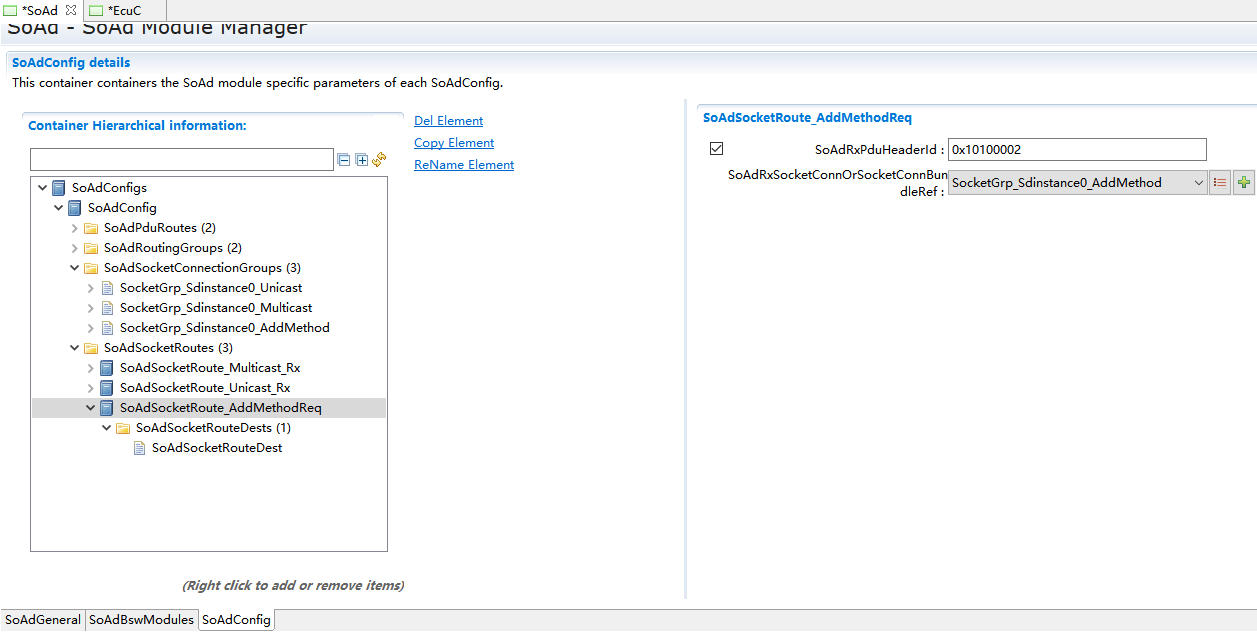 *SoAd
*EcuC
SoAd - SoAd Module Manager
SoAdConfig details
This container containers the SoAd module specific parameters of each SoAdConfig.
Container Hierarchical information:
Del Element
Copy Element
ReName Element
SoAdConfigs
SoAdConfig
SoAdPduRoutes (2)
SoAdRoutingGroups (2)
SoAdSocketConnectionGroups (3)
SocketGrp_Sdinstance0_Unicast
SocketGrp_Sdinstance0_Multicast
SocketGrp_Sdinstance0_AddMethod
SoAdSocketRoutes (3)
SoAdSocketRoute_Multicast_Rx
SoAdSocketRoute_Unicast_Rx
SoAdSocketRoute_AddMethodReq
SoAdSocketRouteDests (1)
SoAdSocketRouteDest
(Right click to add or remove items)
SoAdSocketRoute_AddMethodReq
SoAdRxPduHeaderId : 0x10100002
SoAdRxSocketConnOrSocketConnBun
dleRef : SocketGrp_Sdinstance0_AddMethod
SoAdGeneral SoAdBswModules SoAdConfig